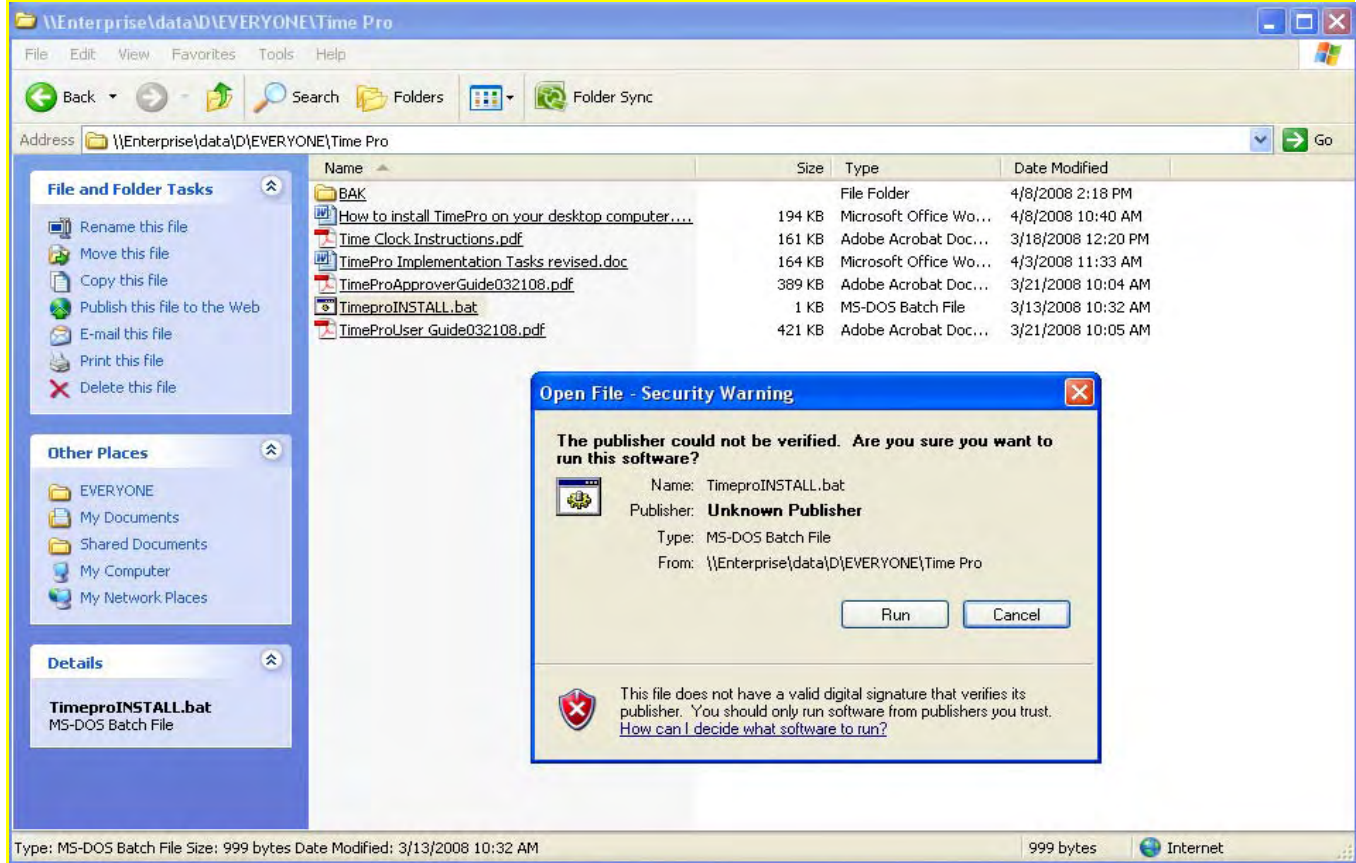 \\Enterprise\data\D\EVERYONE\Time Pro
File Edit View Favorites Tools Help
Back Search Folders Folder Sync
Address \\Enterprise\data\D\EVERYONE\Time Pro Go
Name Size Type Date Modified
File and Folder Tasks
Rename this file
Move this file
Copy this file
Publish this file to the Web
E-mail this file
Print this file
Delete this file
Other Places
EVERYONE
My Documents
Shared Documents
My Computer
My Network Places
Details
TimeproINSTALL.bat
MS-DOS Batch File
BAK File Folder 4/8/2008 2:18 PM
How to install TimePro on your desktop computer.... 194 KB Microsoft Office Wo... 4/8/2008 10:40 AM
Time Clock Instructions.pdf 161 KB Adobe Acrobat Doc... 3/18/2008 12:20 PM
TimePro Implementation Tasks revised.doc 164 KB Microsoft Office Wo... 4/3/2008 11:33 AM
TimeProApproverGuide032108.pdf 389 KB Adobe Acrobat Doc... 3/21/2008 10:04 AM
TimeproINSTALL.bat 1 KB MS-DOS Batch File 3/13/2008 10:32 AM
TimeProUser Guide032108.pdf 421 KB Adobe Acrobat Doc... 3/21/2008 10:05 AM
Open File - Security Warning
The publisher could not be verified. Are you sure you want to
run this software?
Name: TimeproINSTALL.bat
Publisher: Unknown Publisher
Type: MS-DOS Batch File
From: \\Enterprise\data\D\EVERYONE\Time Pro
Run Cancel
This file does not have a valid digital signature that verifies its
publisher. You should only run software from publishers you trust.
How can I decide what software to run?
Type: MS-DOS Batch File Size: 999 bytes Date Modified: 3/13/2008 10:32 AM 999 bytes Internet